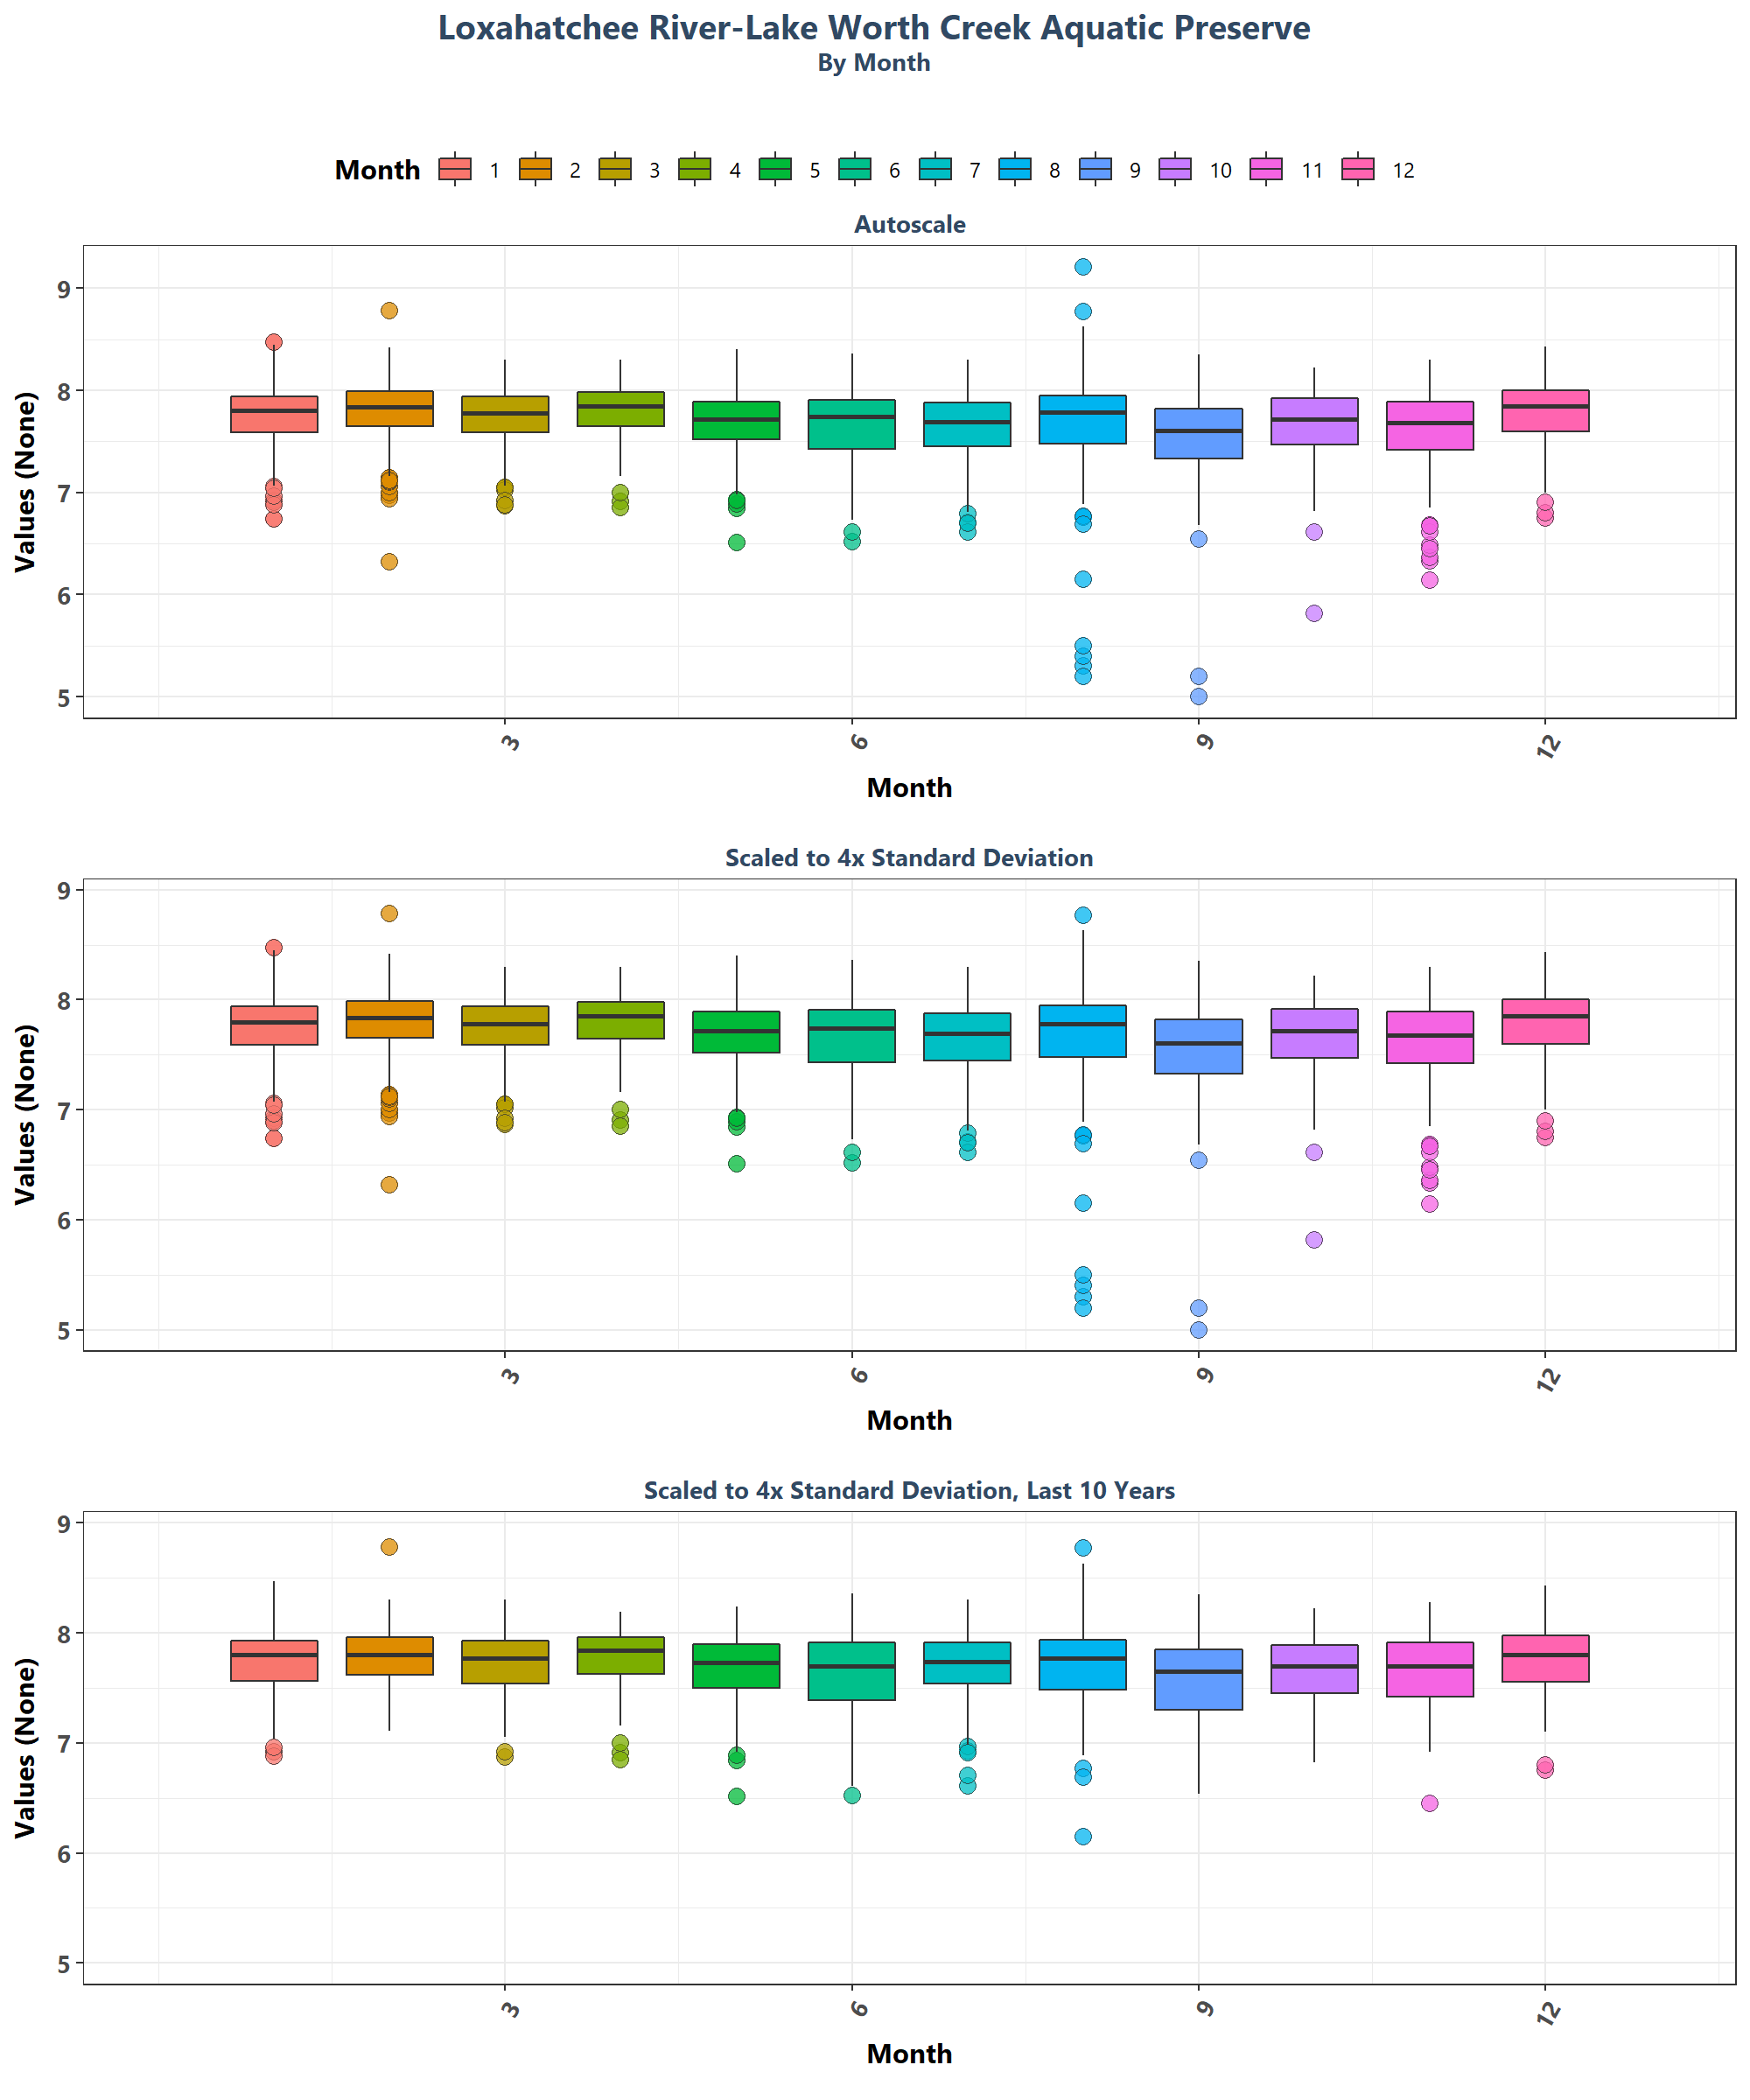 Loxahatchee River-Lake Worth Creek Aquatic Preserve
By Month
Month 1 2 3 4 5 6 7 8 9 10 11 12
Autoscale
Values (None)
9
8
7
6
5
3 6 9 12
Month
Scaled to 4x Standard Deviation
Values (None)
9
8
7
6
5
3 6 9 12
Month
Scaled to 4x Standard Deviation, Last 10 Years
Values (None)
9
8
7
6
5
3 6 9 12
Month